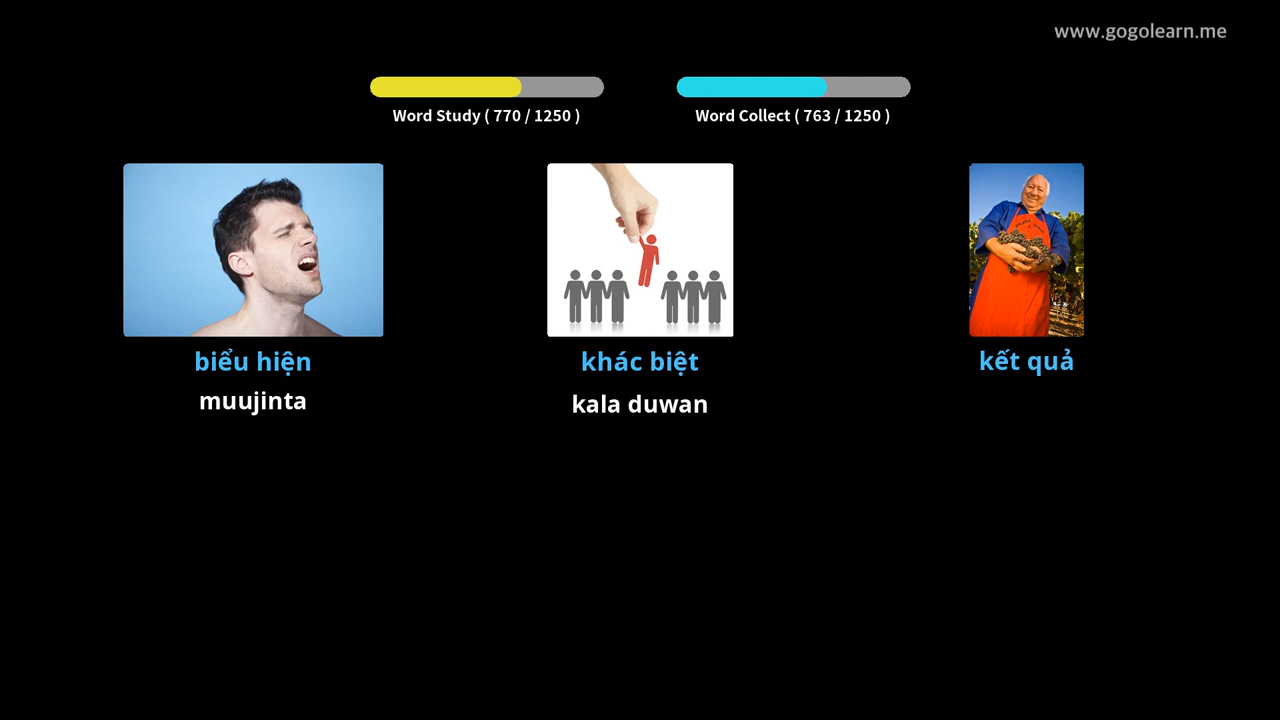 www.gogolearn.me
Word Study ( 770 / 1250 )
Word Collect ( 763 / 1250 )
biểu hiện
muujinta
khác biệt
kala duwan
kết quả